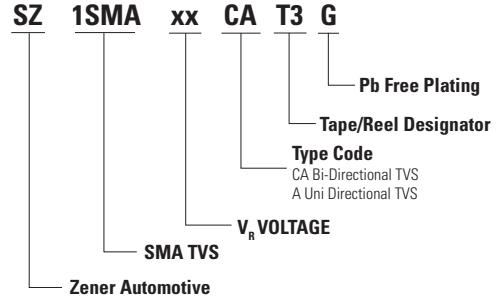 SZ 1SMA xx CA T3 G
Pb Free Plating
Tape/Reel Designator
Type Code
CA Bi-Directional TVS
A Uni Directional TVS
VR VOLTAGE
SMA TVS
Zener Automotive